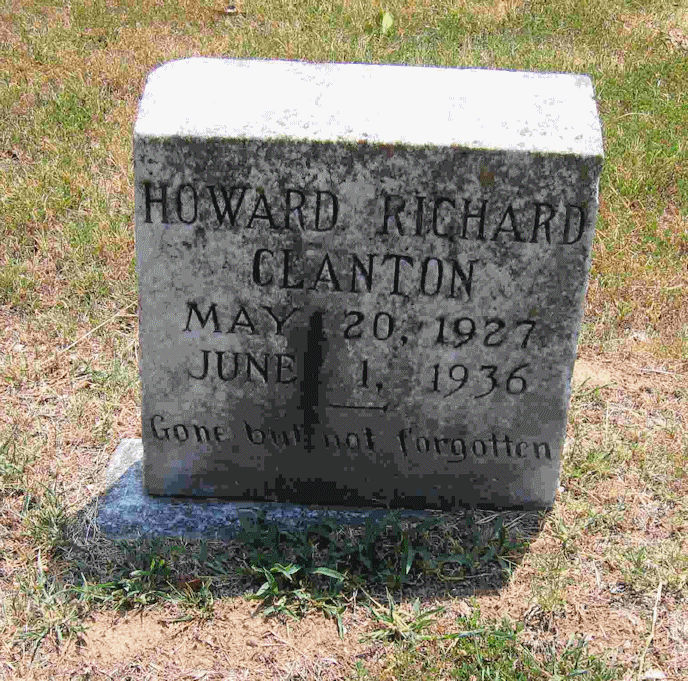 HOWARD RICHARD
CLANTON
MAY 20, 1927
JUNE 1, 1936
Gone but not forgotten